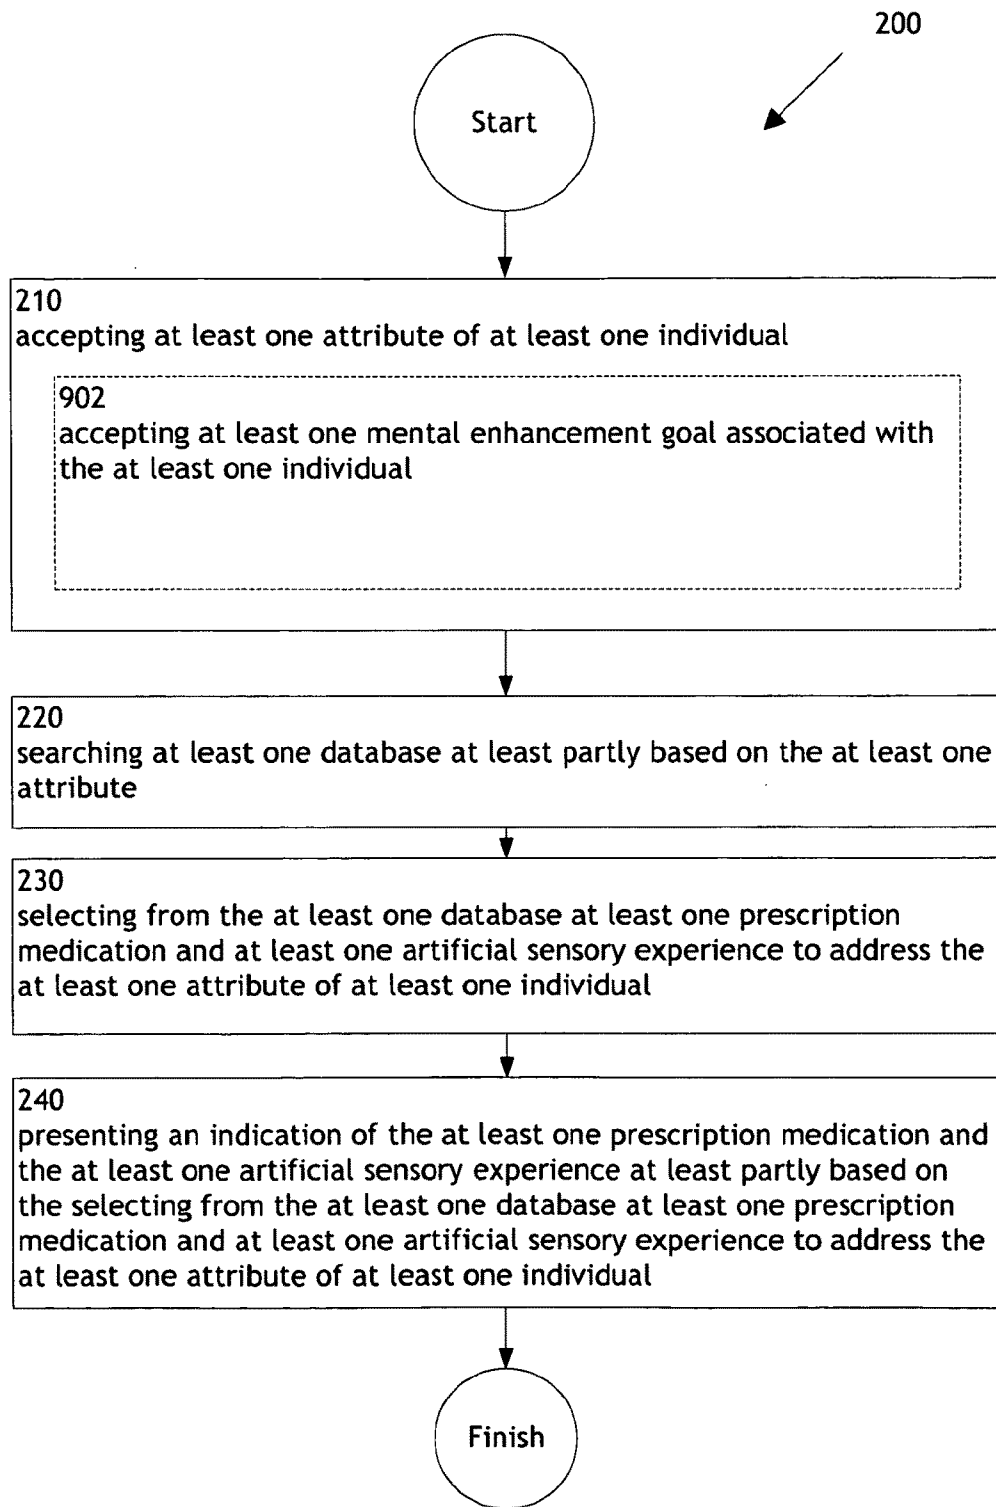 200
Start
210
accepting at least one attribute of at least one individual
902
accepting at least one mental enhancement goal associated with
the at least one individual
220
searching at least one database at least partly based on the at least one
attribute
230
selecting from the at least one database at least one prescription
medication and at least one artificial sensory experience to address the
at least one attribute of at least one individual
240
presenting an indication of the at least one prescription medication and
the at least one artificial sensory experience at least partly based on
the selecting from the at least one database at least one prescription
medication and at least one artificial sensory experience to address the
at least one attribute of at least one individual
Finish